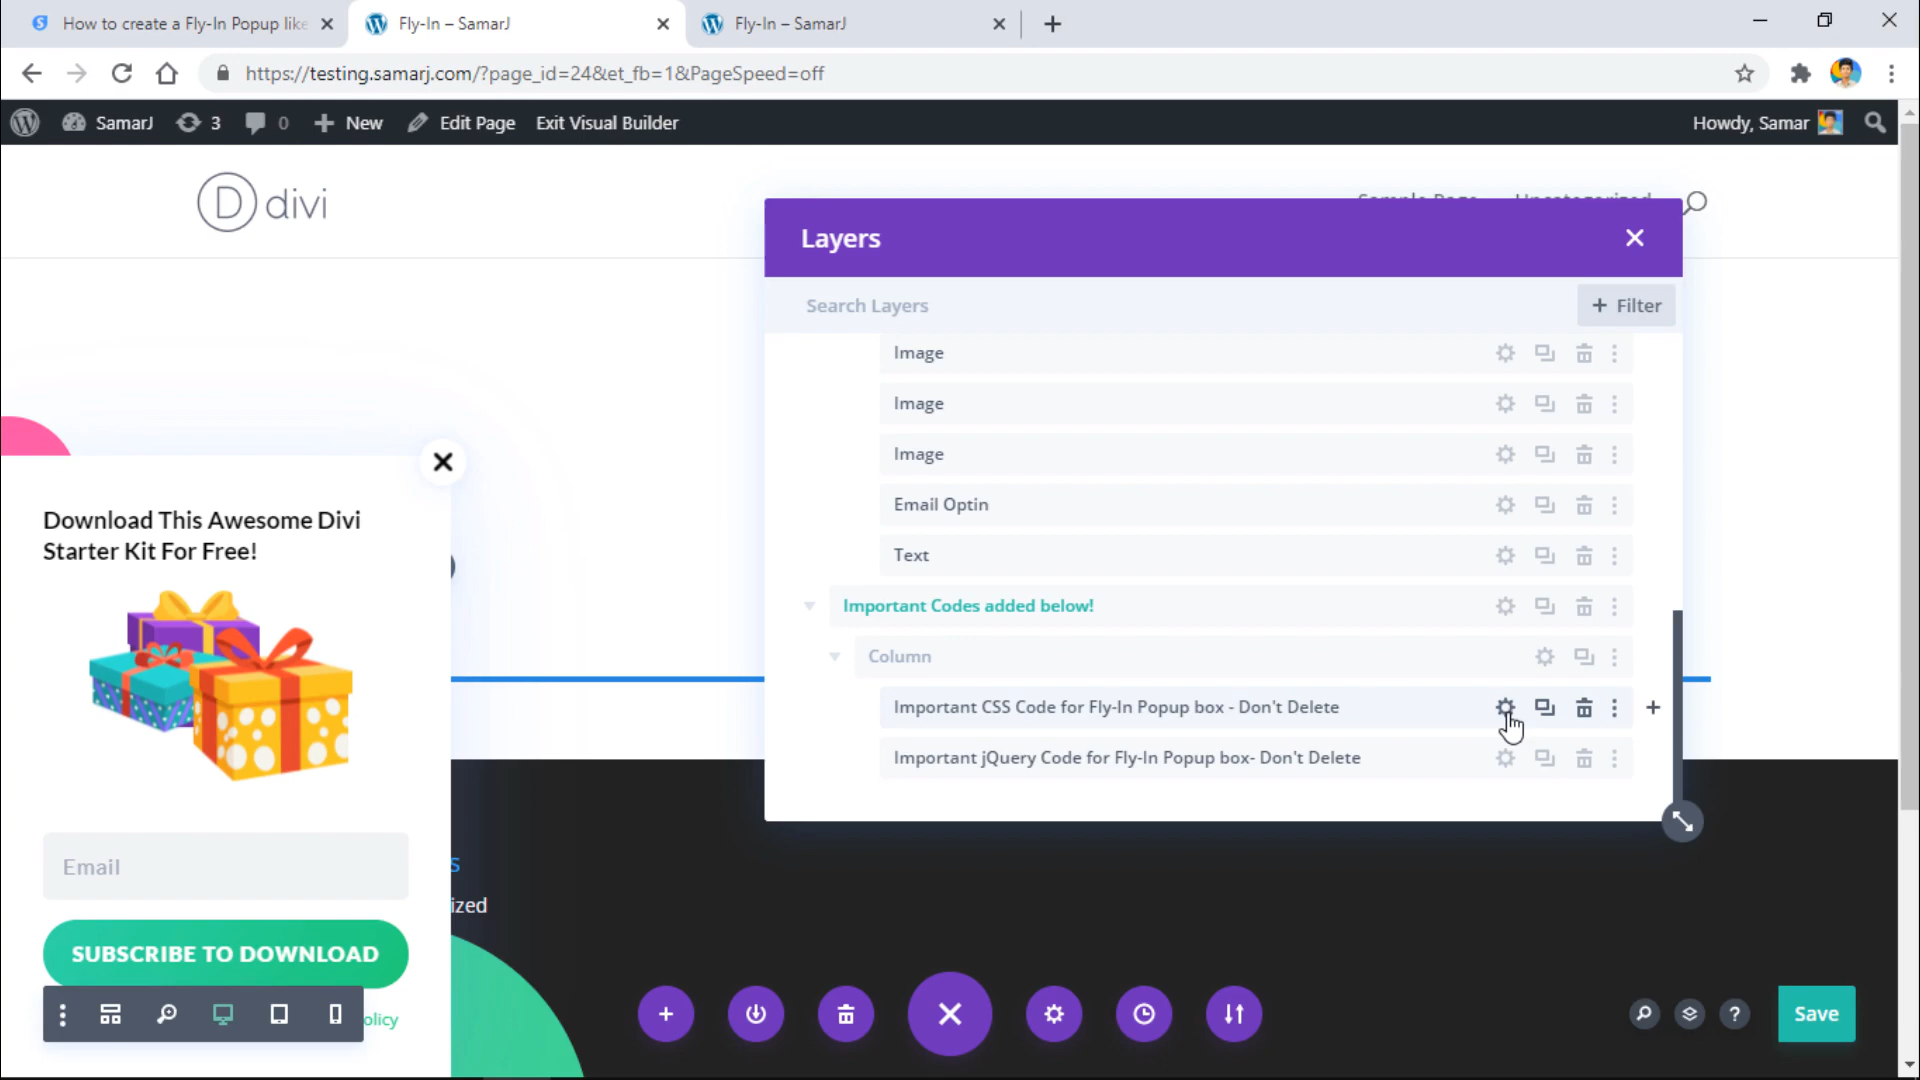 How to create a Fly-In Popup like
Fly-In – SamarJ
Fly-In – SamarJ
https://testing.samarj.com/?page_id=24&et_fb=1&PageSpeed=off
SamarJ 3 0 New Edit Page Exit Visual Builder Howdy, Samar
D divi
Sample Page Uncategorized
Layers
Search Layers
Filter
Image
Image
Image
Email Optin
Text
Important Codes added below!
Column
Important CSS Code for Fly-In Popup box - Don't Delete
Important jQuery Code for Fly-In Popup box- Don't Delete
Download This Awesome Divi
Starter Kit For Free!
Email
SUBSCRIBE TO DOWNLOAD
olicy
s
ized
?
Save